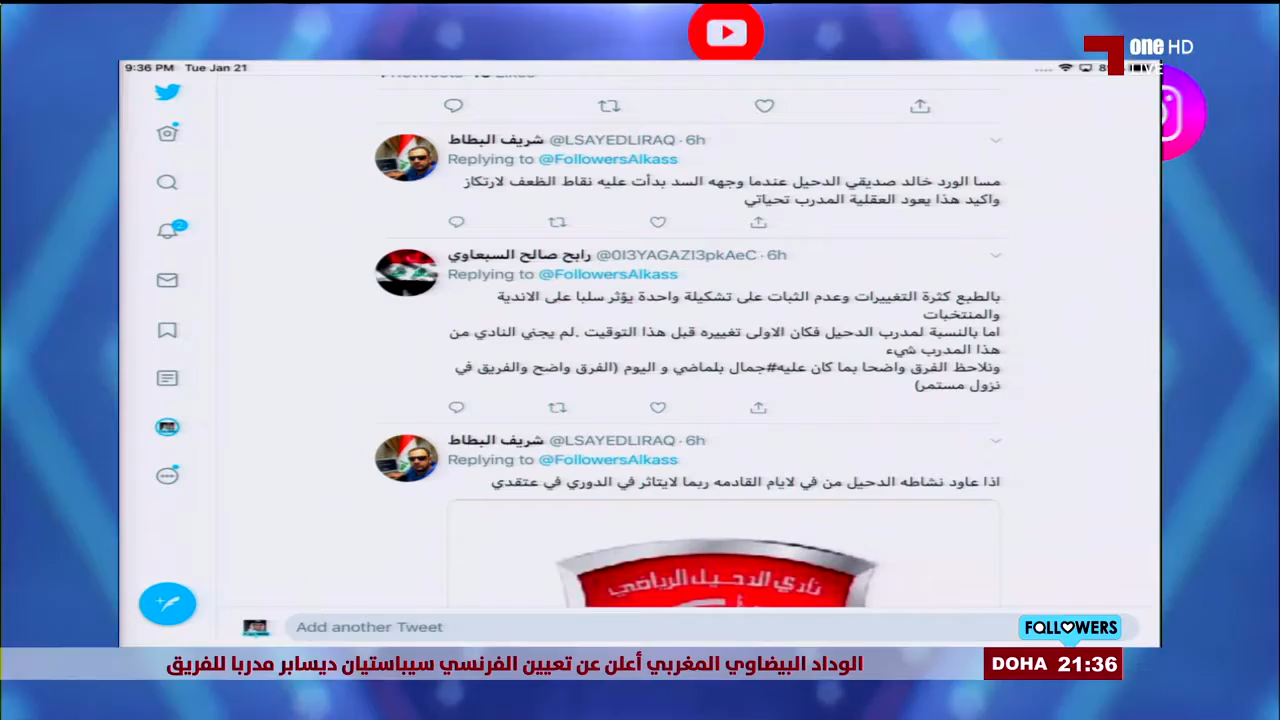 one HD
LIVE
9:36 PM Tue Jan 21
شريف البطاط @LSAYEDLIRAQ · 6h
Replying to @FollowersAlkass
مسا الورد خالد صديقي الدحيل عندما وجهه السد بدأت عليه نقاط الظعف لارتكاز
واكيد هذا يعود العقلية المدرب تحياتي
رابح صالح السبعاوي @0I3YAGAZI3pkAeC · 6h
Replying to @FollowersAlkass
بالطبع كثرة التغييرات وعدم الثبات على تشكيلة واحدة يؤثر سلبا على الاندية
والمنتخبات
اما بالنسبة لمدرب الدحيل فكان الاولى تغييره قبل هذا التوقيت .لم يجني النادي من
هذا المدرب شيء
ونلاحظ الفرق واضحا بما كان عليه#جمال بلماضي و اليوم (الفرق واضح والفريق في
نزول مستمر)
شريف البطاط @LSAYEDLIRAQ · 6h
Replying to @FollowersAlkass
اذا عاود نشاطه الدحيل من في لايام القادمه ربما لايتاثر في الدوري في عتقدي
نادي الدحيل الرياضي
Add another Tweet
FOLLOWERS
الوداد البيضاوي المغربي أعلن عن تعيين الفرنسي سيباستيان ديسابر مدربا للفريق
DOHA 21:36